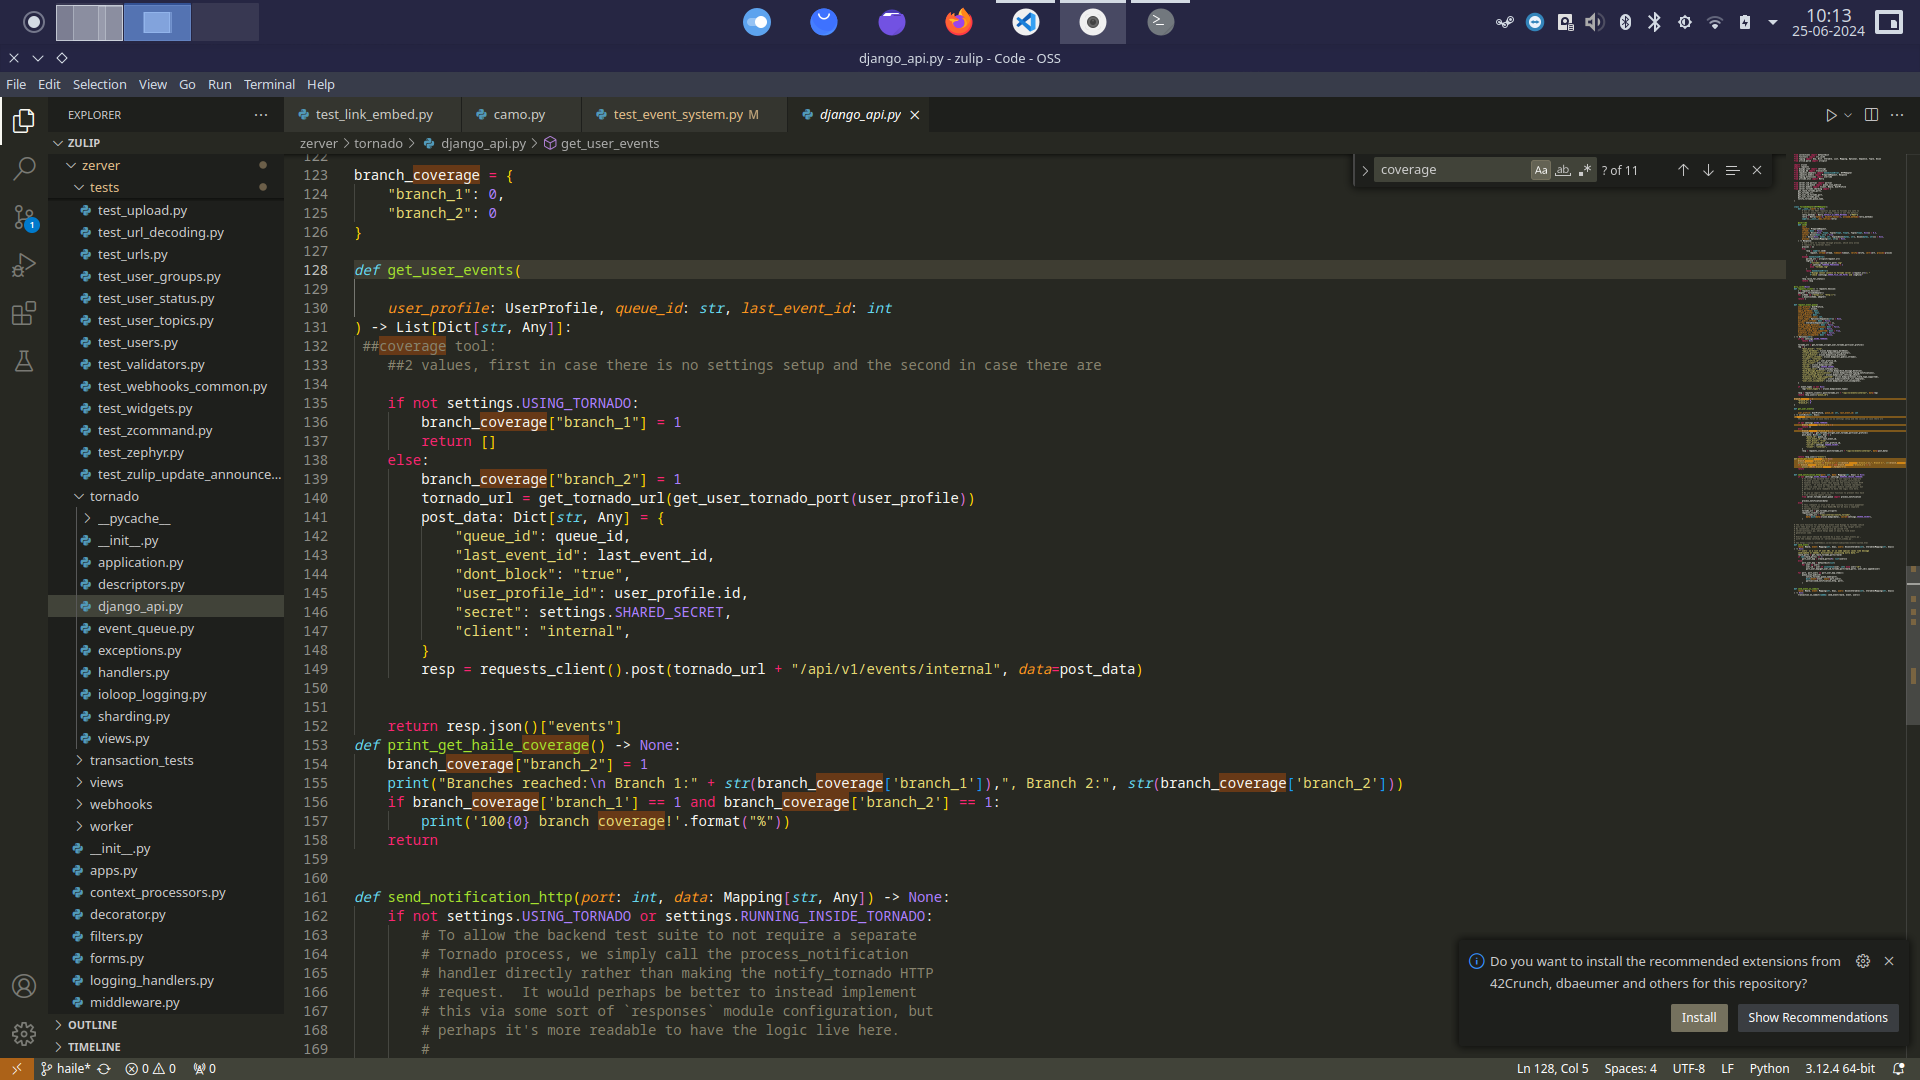 10:13
25-06-2024
django_api.py - zulip - Code - OSS
File Edit Selection View Go Run Terminal Help
EXPLORER
test_link_embed.py
camo.py
test_event_system.py M
django_api.py
ZULIP
zerver > tornado > django_api.py > get_user_events
coverage
Aa ab .* ? of 11
zerver
tests
test_upload.py
test_url_decoding.py
test_urls.py
test_user_groups.py
test_user_status.py
test_user_topics.py
test_users.py
test_validators.py
test_webhooks_common.py
test_widgets.py
test_zcommand.py
test_zephyr.py
test_zulip_update_announce...
tornado
__pycache__
__init__.py
application.py
descriptors.py
django_api.py
event_queue.py
exceptions.py
handlers.py
ioloop_logging.py
sharding.py
views.py
transaction_tests
views
webhooks
worker
__init__.py
apps.py
context_processors.py
decorator.py
filters.py
forms.py
logging_handlers.py
middleware.py
OUTLINE
TIMELINE
1
122
123 branch_coverage = {
124 "branch_1": 0,
125 "branch_2": 0
126 }
127
128 def get_user_events(
129
130 user_profile: UserProfile, queue_id: str, last_event_id: int
131 ) -> List[Dict[str, Any]]:
132 ##coverage tool:
133 ##2 values, first in case there is no settings setup and the second in case there are
134
135 if not settings.USING_TORNADO:
136 branch_coverage["branch_1"] = 1
137 return []
138 else:
139 branch_coverage["branch_2"] = 1
140 tornado_url = get_tornado_url(get_user_tornado_port(user_profile))
141 post_data: Dict[str, Any] = {
142 "queue_id": queue_id,
143 "last_event_id": last_event_id,
144 "dont_block": "true",
145 "user_profile_id": user_profile.id,
146 "secret": settings.SHARED_SECRET,
147 "client": "internal",
148 }
149 resp = requests_client().post(tornado_url + "/api/v1/events/internal", data=post_data)
150
151
152 return resp.json()["events"]
153 def print_get_haile_coverage() -> None:
154 branch_coverage["branch_2"] = 1
155 print("Branches reached:\n Branch 1:" + str(branch_coverage['branch_1']),", Branch 2:", str(branch_coverage['branch_2']))
156 if branch_coverage['branch_1'] == 1 and branch_coverage['branch_2'] == 1:
157 print('100{0} branch coverage!'.format("%"))
158 return
159
160
161 def send_notification_http(port: int, data: Mapping[str, Any]) -> None:
162 if not settings.USING_TORNADO or settings.RUNNING_INSIDE_TORNADO:
163 # To allow the backend test suite to not require a separate
164 # Tornado process, we simply call the process_notification
165 # handler directly rather than making the notify_tornado HTTP
166 # request.  It would perhaps be better to instead implement
167 # this via some sort of `responses` module configuration, but
168 # perhaps it's more readable to have the logic live here.
169 #
Do you want to install the recommended extensions from
42Crunch, dbaeumer and others for this repository?
Install
Show Recommendations
haile* 0 0 0
Ln 128, Col 5 Spaces: 4 UTF-8 LF Python 3.12.4 64-bit